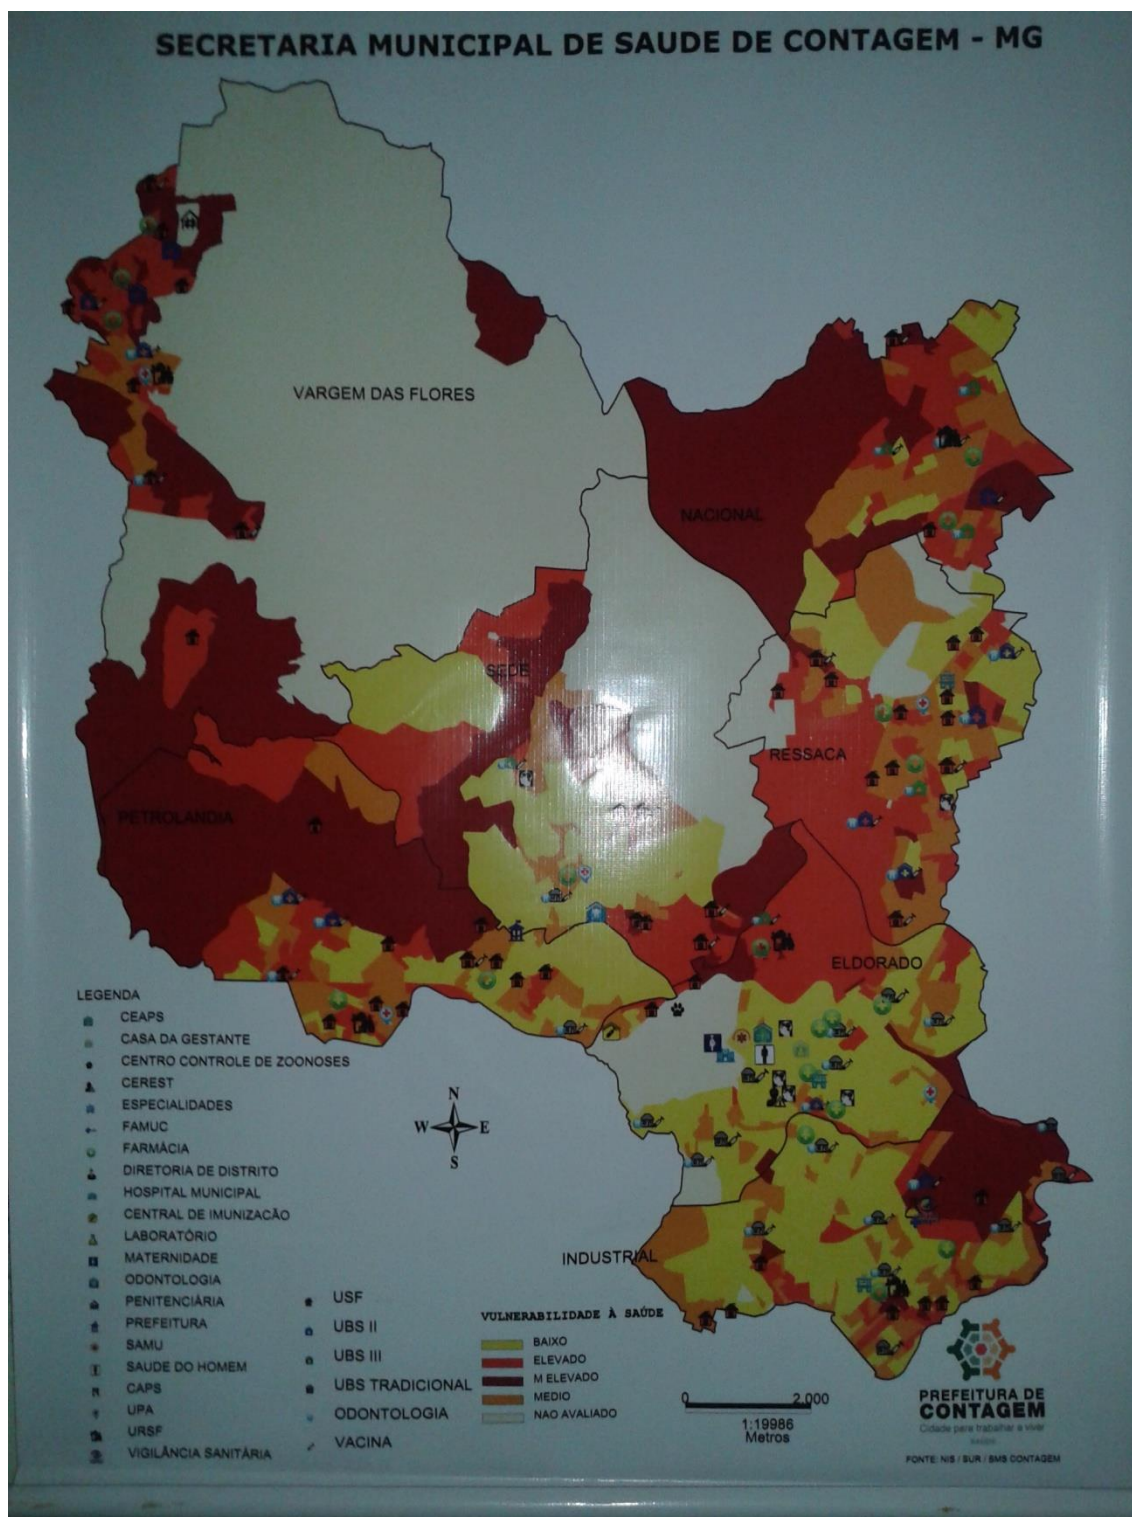 SECRETARIA MUNICIPAL DE SAUDE DE CONTAGEM - MG
VARGEM DAS FLORES
NACIONAL
SEDE
RESSACA
PETROLANDIA
ELDORADO
INDUSTRIAL
N
W E
S
LEGENDA
CEAPS
CASA DA GESTANTE
CENTRO CONTROLE DE ZOONOSES
CEREST
ESPECIALIDADES
FAMUC
FARMÁCIA
DIRETORIA DE DISTRITO
HOSPITAL MUNICIPAL
CENTRAL DE IMUNIZACÃO
LABORATÓRIO
MATERNIDADE
ODONTOLOGIA
PENITENCIÁRIA
PREFEITURA
SAMU
SAUDE DO HOMEM
CAPS
UPA
URSF
VIGILÂNCIA SANITÁRIA
USF
UBS II
UBS III
UBS TRADICIONAL
ODONTOLOGIA
VACINA
VULNERABILIDADE À SAÚDE
BAIXO
ELEVADO
M ELEVADO
MEDIO
NAO AVALIADO
0 2.000
1:19986
Metros
PREFEITURA DE
CONTAGEM
Cidade para trabalhar e viver
SAÚDE
FONTE: NIS / SUR / SMS CONTAGEM